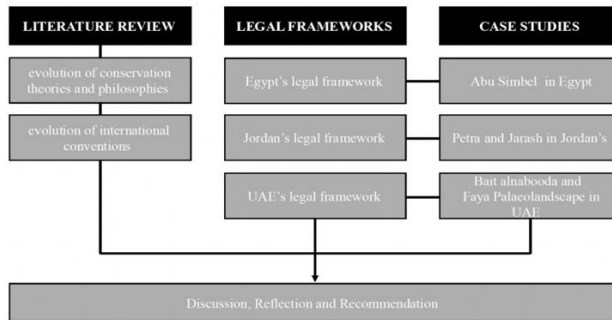 LITERATURE REVIEW
LEGAL FRAMEWORKS
CASE STUDIES
evolution of conservation
theories and philosophies
Egypt's legal framework
Abu Simbel in Egypt
evolution of international
conventions
Jordan's legal framework
Petra and Jarash in Jordan's
UAE's legal framework
Bait alnabooda and
Faya Palaeolandscape in
UAE
Discussion, Reflection and Recommendation